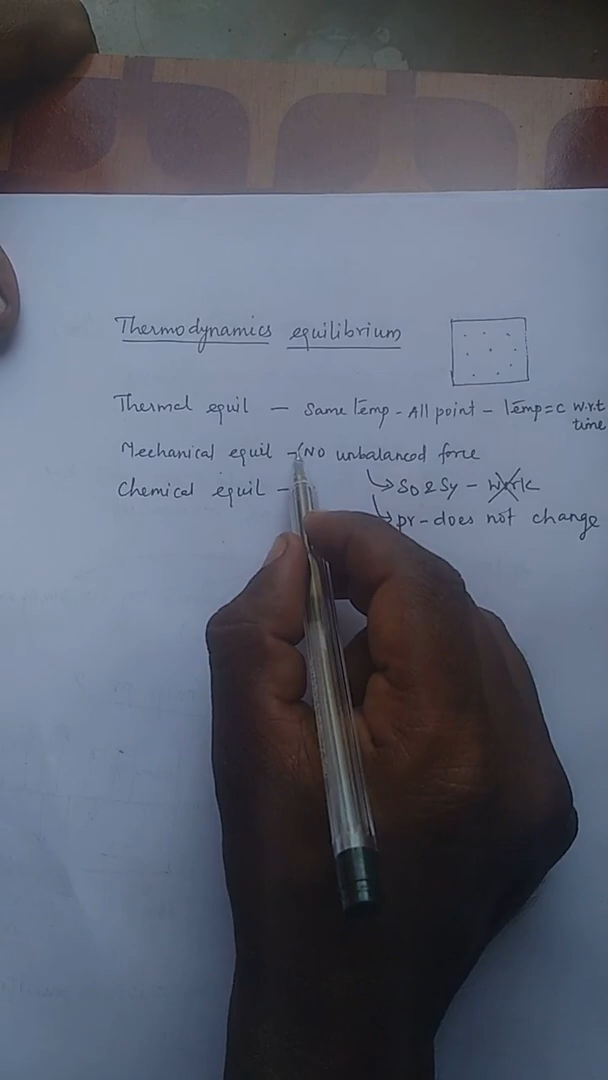 Thermodynamics equilibrium
Thermal equil - Same Temp - All point - Temp = C w.r.t
time
Mechanical equil - (NO unbalanced force
Chemical equil -
↳ So & Sy - Work
↳ pr - does not change